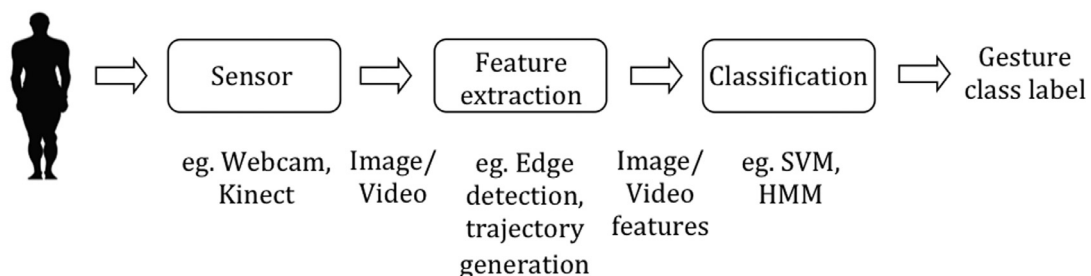 Sensor
Feature
extraction
Classification
Gesture
class label
eg. Webcam,
Kinect
Image/
Video
eg. Edge
detection,
trajectory
generation
Image/
Video
features
eg. SVM,
HMM